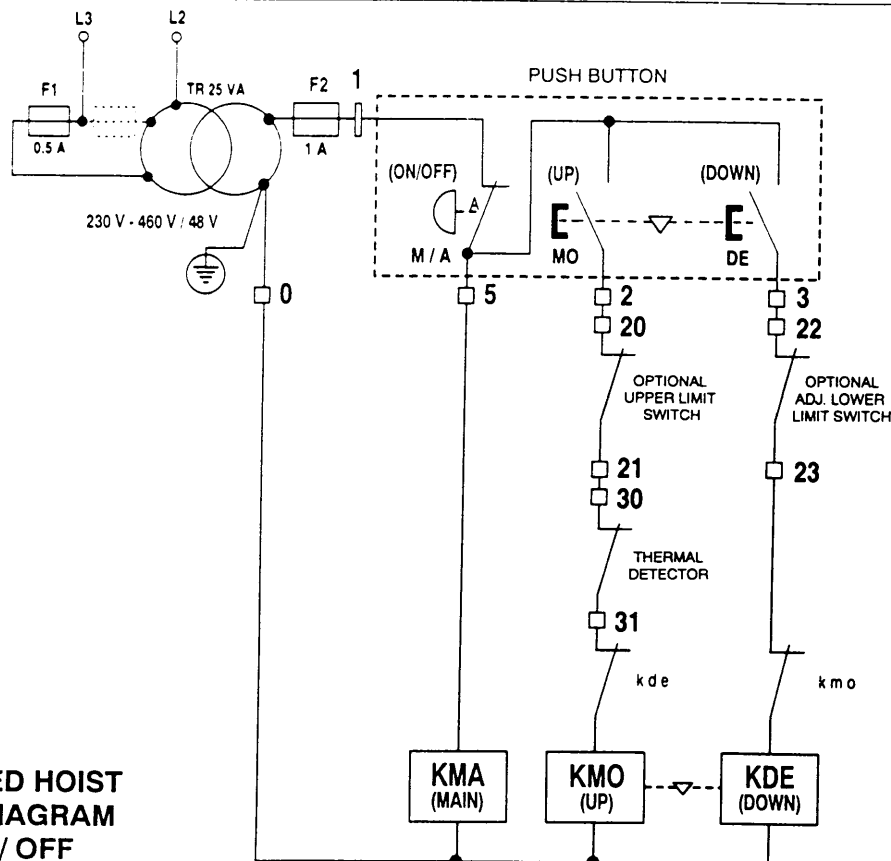 L3
L2
F1
TR 25 VA
F2
1
PUSH BUTTON
0.5 A
1 A
(ON/OFF)
(UP)
(DOWN)
A
230 V - 460 V / 48 V
M / A
MO
DE
0
5
2
3
20
22
OPTIONAL
UPPER LIMIT
SWITCH
OPTIONAL
ADJ. LOWER
LIMIT SWITCH
21
23
30
THERMAL
DETECTOR
31
kde
kmo
KMA
(MAIN)
KMO
(UP)
KDE
(DOWN)
ED HOIST
IAGRAM
/ OFF